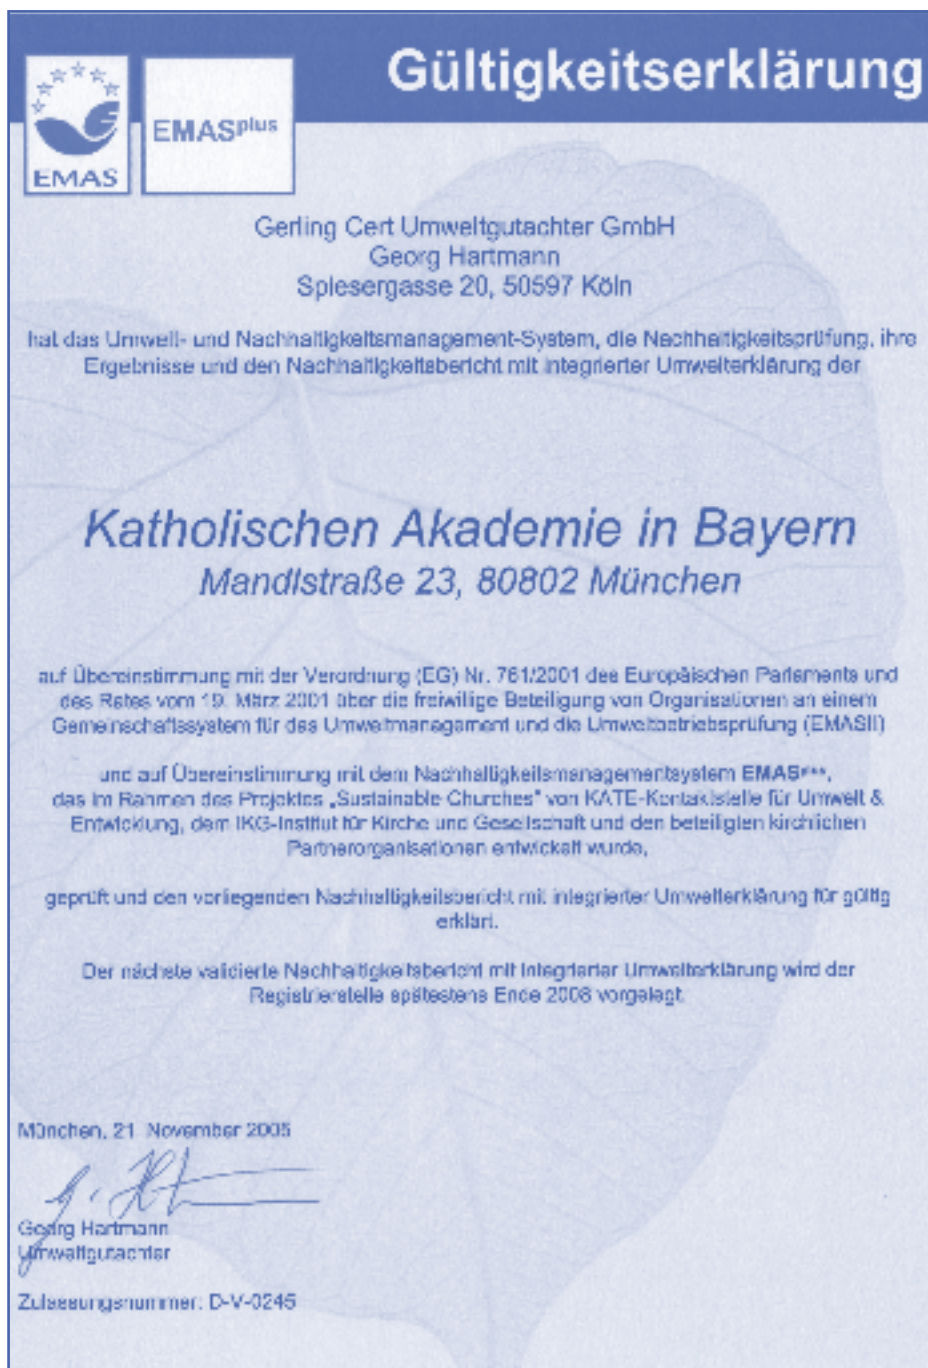 Gültigkeitserklärung
EMAS
EMASplus
Gerling Cert Umweltgutachter GmbH
Georg Hartmann
Spiesergasse 20, 50597 Köln
hat das Umwelt- und Nachhaltigkeitsmanagement-System, die Nachhaltigkeitsprüfung, ihre
Ergebnisse und den Nachhaltigkeitsbericht mit integrierter Umwelterklärung der
Katholischen Akademie in Bayern
Mandlstraße 23, 80802 München
auf Übereinstimmung mit der Verordnung (EG) Nr. 761/2001 des Europäischen Parlaments und
des Rates vom 19. März 2001 über die freiwillige Beteiligung von Organisationen an einem
Gemeinschaftssystem für das Umweltmanagement und die Umweltbetriebsprüfung (EMASII)
und auf Übereinstimmung mit dem Nachhaltigkeitsmanagementsystem EMASplus,
das im Rahmen des Projektes „Sustainable Churches" von KATE-Kontaktstelle für Umwelt &
Entwicklung, dem IKG-Institut für Kirche und Gesellschaft und den beteiligten kirchlichen
Partnerorganisationen entwickelt wurde,
geprüft und den vorliegenden Nachhaltigkeitsbericht mit integrierter Umwelterklärung für gültig
erklärt.
Der nächste validierte Nachhaltigkeitsbericht mit integrierter Umwelterklärung wird der
Registrierstelle spätestens Ende vorgelegt.
München, 21. November 2005
Georg Hartmann
Umweltgutachter
Zulassungsnummer: D-V-0245